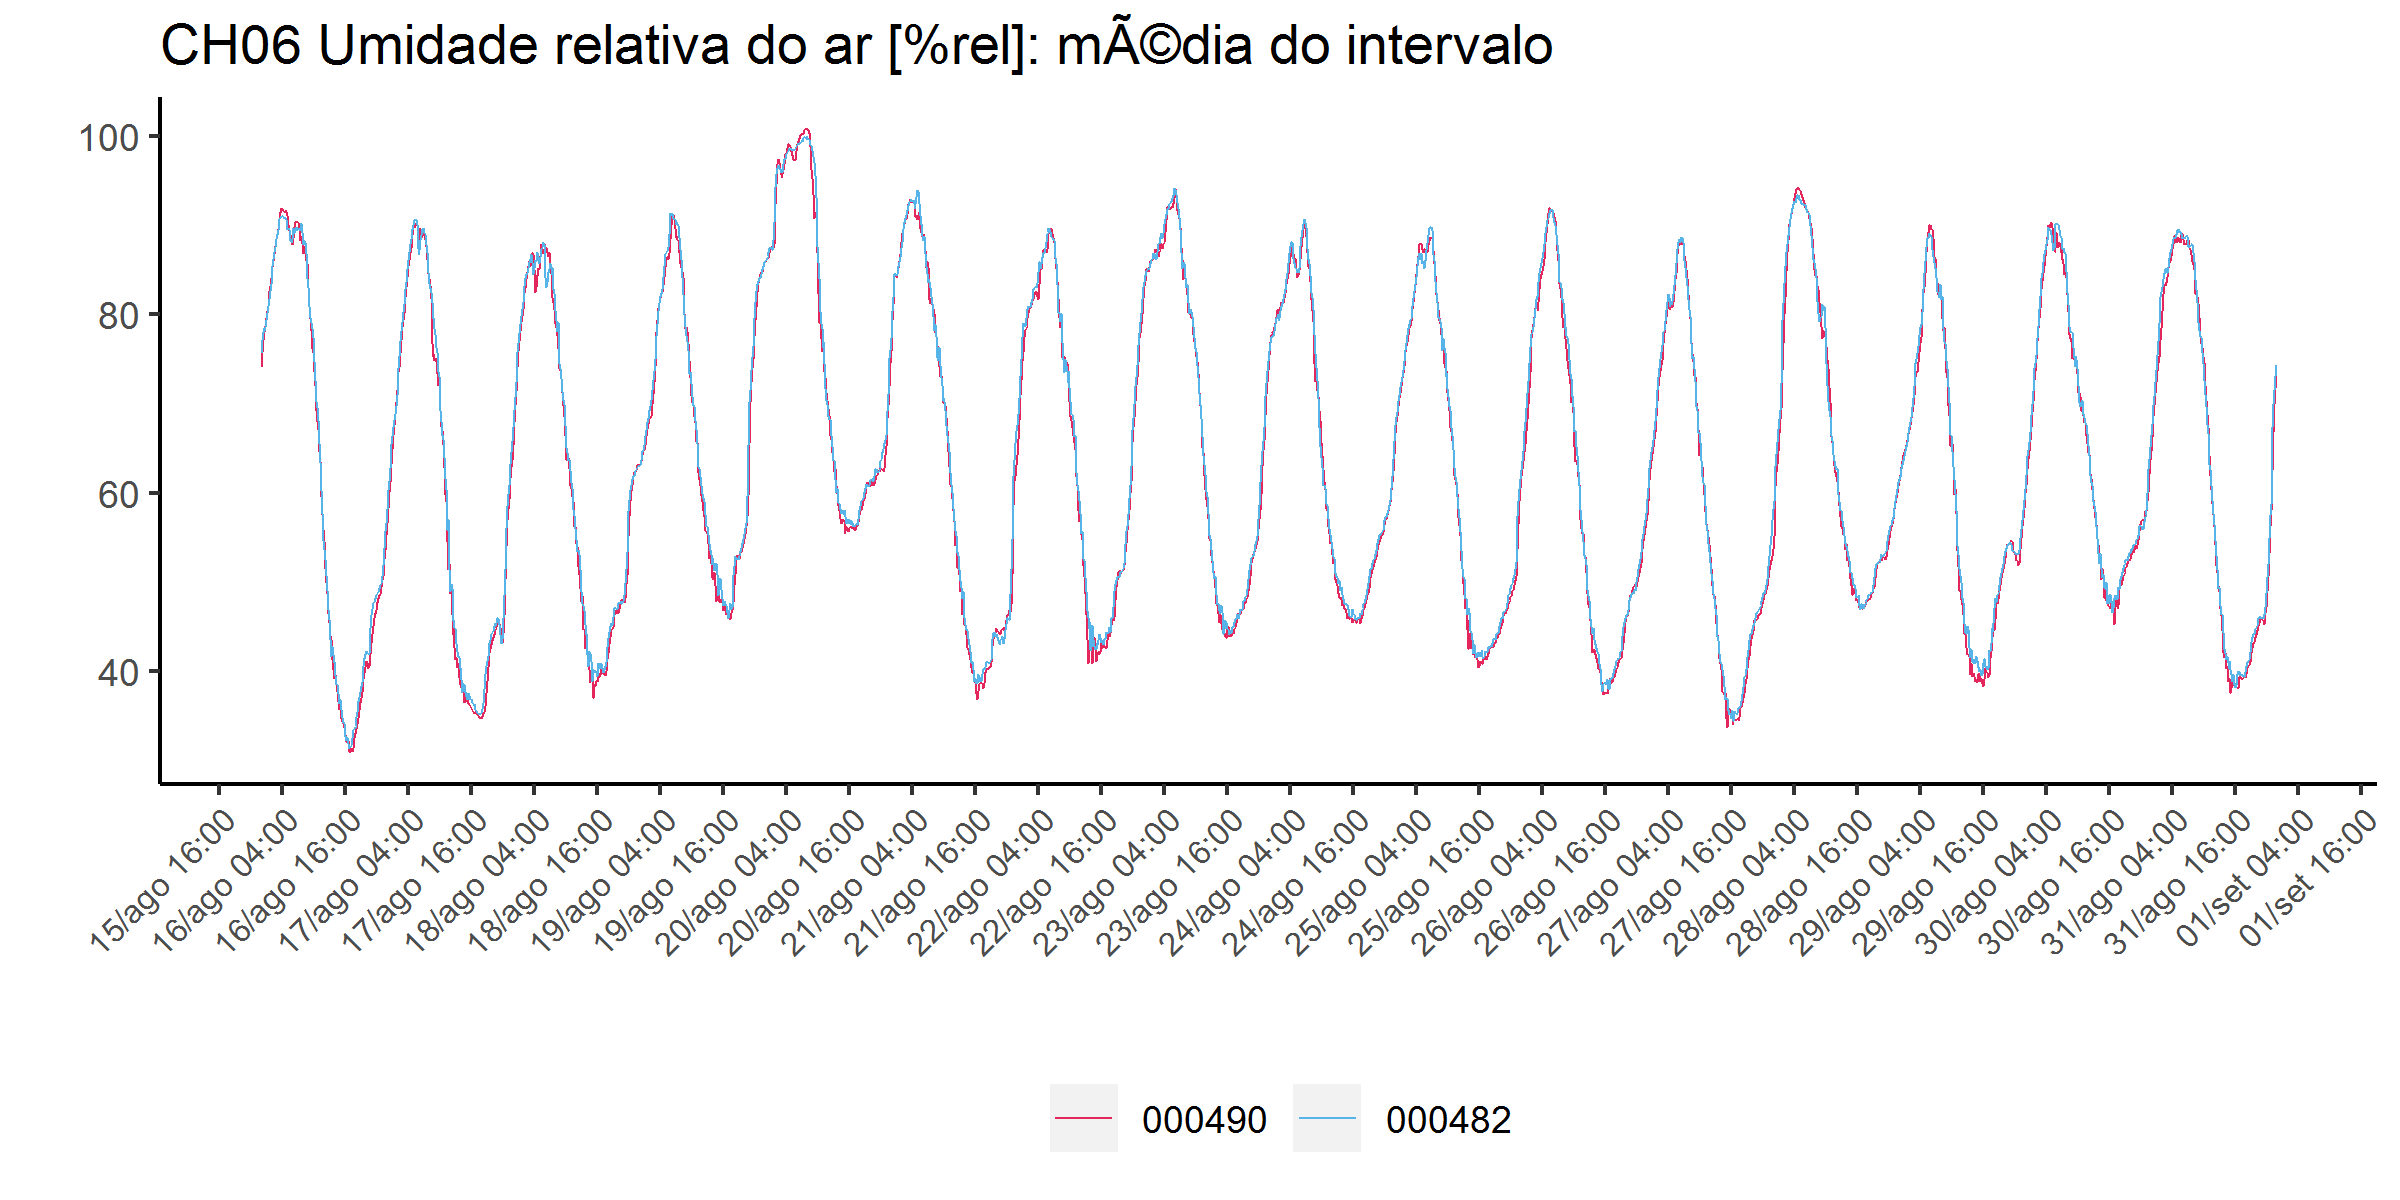 CH06 Umidade relativa do ar [%rel]: mÃ©dia do intervalo
100
80
60
40
15/ago 16:00
16/ago 04:00
16/ago 16:00
17/ago 04:00
17/ago 16:00
18/ago 04:00
18/ago 16:00
19/ago 04:00
19/ago 16:00
20/ago 04:00
20/ago 16:00
21/ago 04:00
21/ago 16:00
22/ago 04:00
22/ago 16:00
23/ago 04:00
23/ago 16:00
24/ago 04:00
24/ago 16:00
25/ago 04:00
25/ago 16:00
26/ago 04:00
26/ago 16:00
27/ago 04:00
27/ago 16:00
28/ago 04:00
28/ago 16:00
29/ago 04:00
29/ago 16:00
30/ago 04:00
30/ago 16:00
31/ago 04:00
31/ago 16:00
01/set 04:00
01/set 16:00
000490
000482